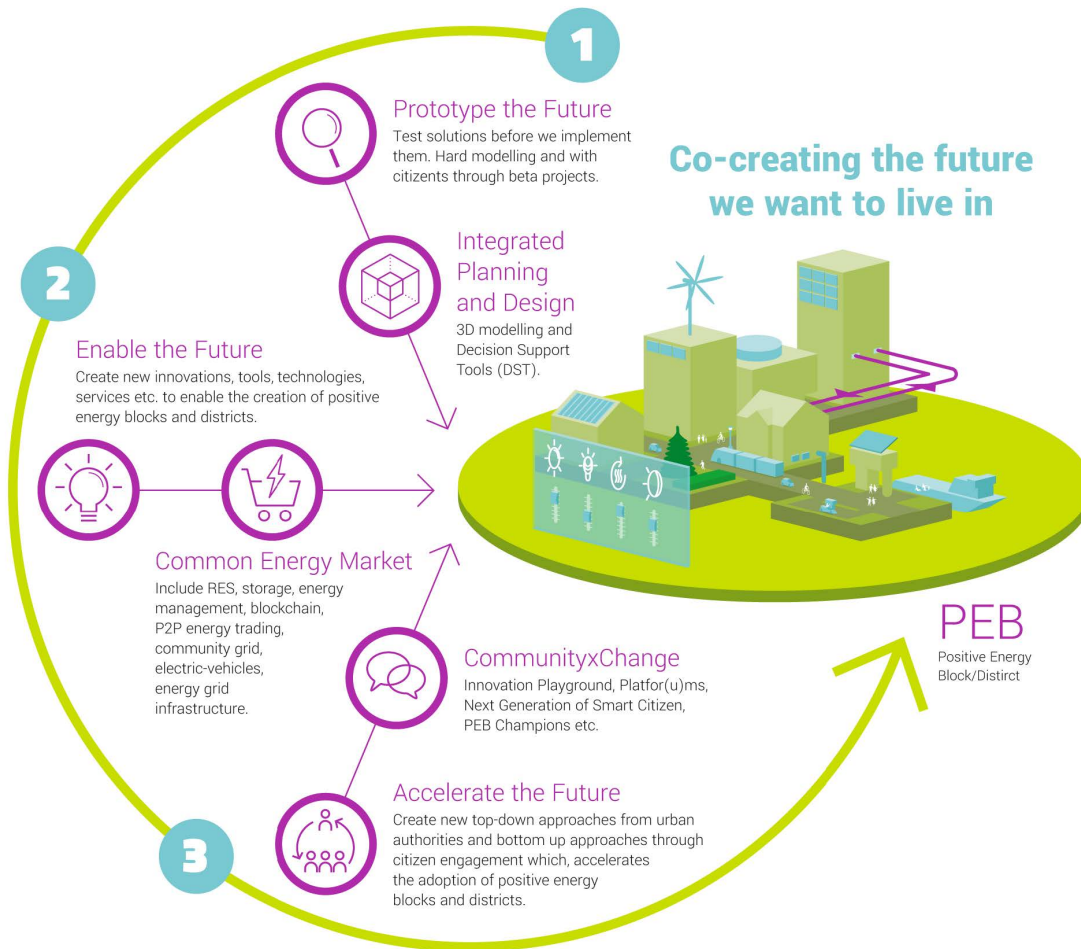 1
Prototype the Future
Test solutions before we implement
them. Hard modelling and with
citizents through beta projects.
Co-creating the future
we want to live in
Integrated
Planning
and Design
3D modelling and
Decision Support
Tools (DST).
2
Enable the Future
Create new innovations, tools, technologies,
services etc. to enable the creation of positive
energy blocks and districts.
Common Energy Market
Include RES, storage, energy
management, blockchain,
P2P energy trading,
community grid,
electric-vehicles,
energy grid
infrastructure.
CommunityxChange
Innovation Playground, Platfor(u)ms,
Next Generation of Smart Citizen,
PEB Champions etc.
PEB
Positive Energy
Block/Distirct
3
Accelerate the Future
Create new top-down approaches from urban
authorities and bottom up approaches through
citizen engagement which, accelerates
the adoption of positive energy
blocks and districts.